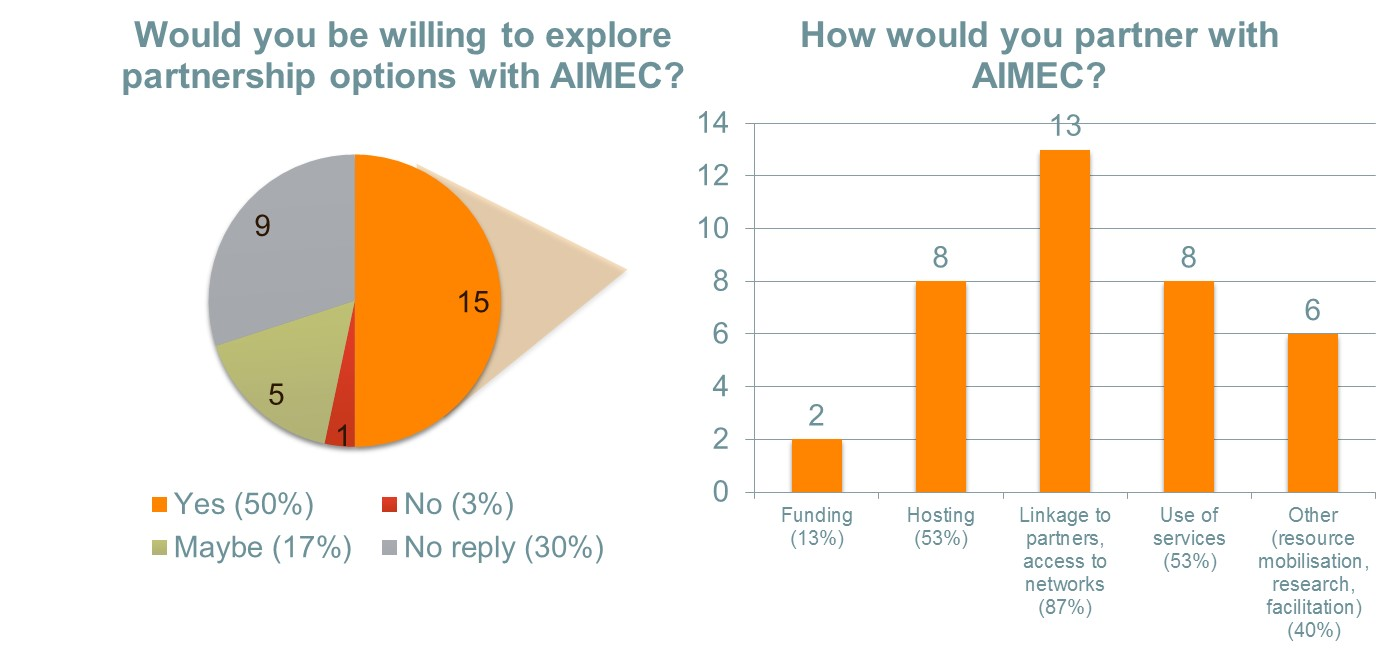 Would you be willing to explore
partnership options with AIMEC?
9
15
5
1
Yes (50%)
No (3%)
Maybe (17%)
No reply (30%)
How would you partner with
AIMEC?
14
12
10
8
6
4
2
0
2
8
13
8
6
Funding
(13%)
Hosting
(53%)
Linkage to
partners,
access to
networks
(87%)
Use of
services
(53%)
Other
(resource
mobilisation,
research,
facilitation)
(40%)